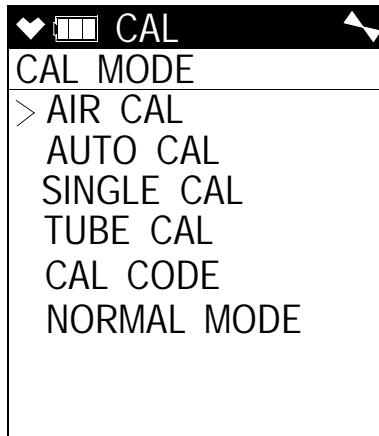 CAL
CAL MODE
> AIR CAL
AUTO CAL
SINGLE CAL
TUBE CAL
CAL CODE
NORMAL MODE